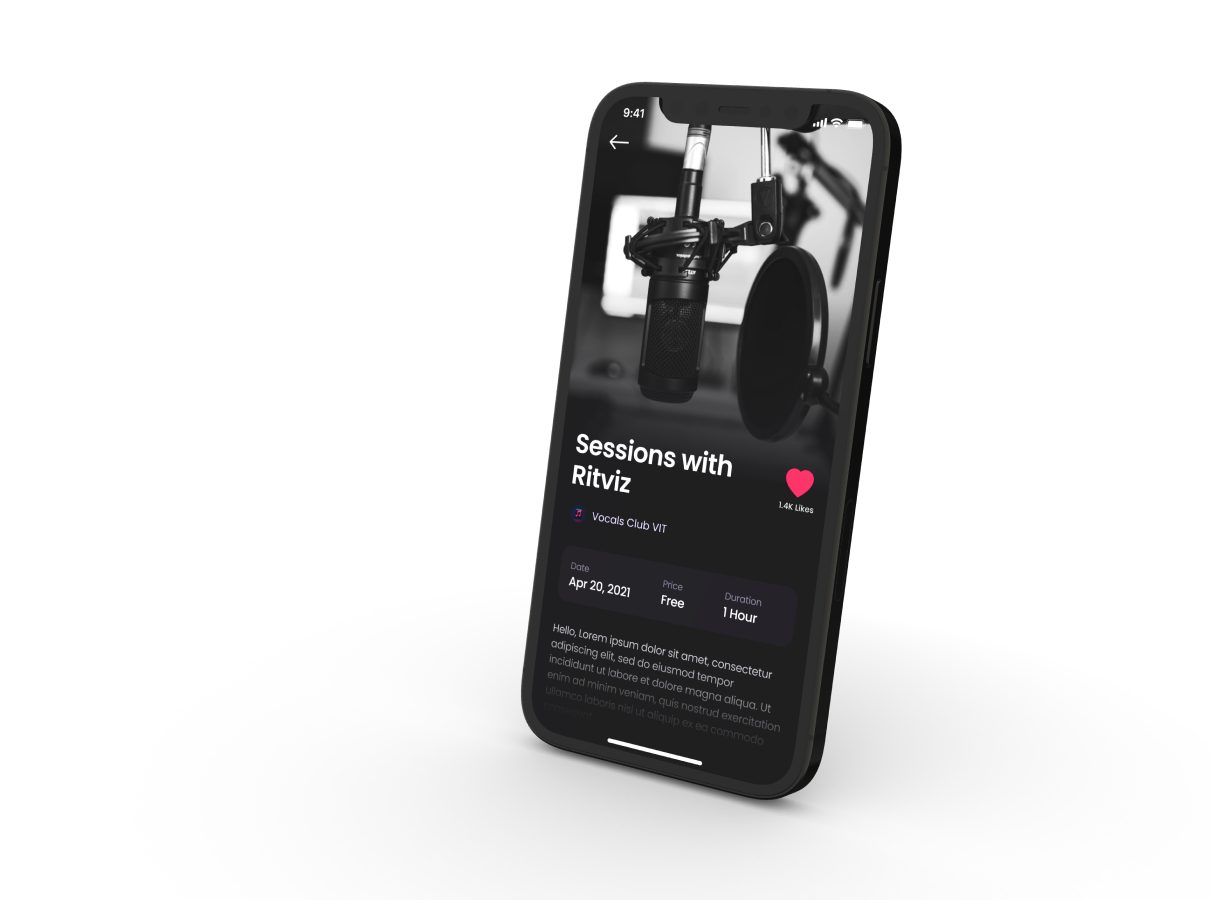 9:41
Sessions with
Ritviz
1.4K Likes
Vocals Club VIT
Date
Apr 20, 2021
Price
Free
Duration
1 Hour
Hello, Lorem ipsum dolor sit amet, consectetur
adipiscing elit, sed do eiusmod tempor
incididunt ut labore et dolore magna aliqua. Ut
enim ad minim veniam, quis nostrud exercitation
ullamco laboris nisi ut aliquip ex ea commodo